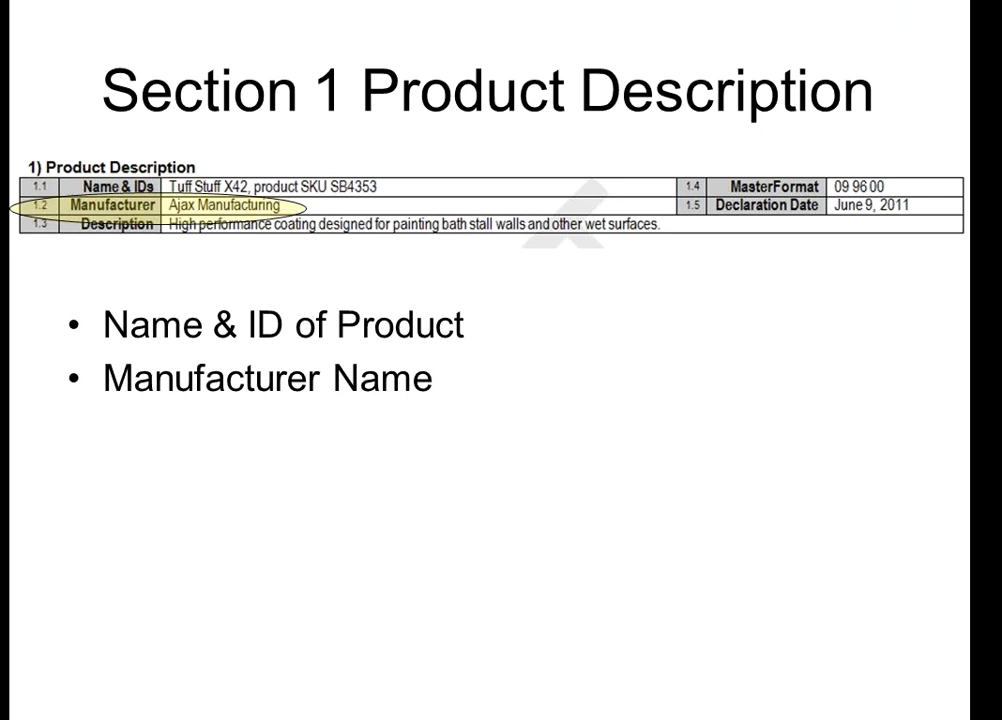 Section 1 Product Description
1) Product Description
1.1 Name & IDs Tuff Stuff X42, product SKU SB4353 1.4 MasterFormat 09 96 00
1.2 Manufacturer Ajax Manufacturing 1.5 Declaration Date June 9, 2011
1.3 Description High performance coating designed for painting bath stall walls and other wet surfaces.
• Name & ID of Product
• Manufacturer Name